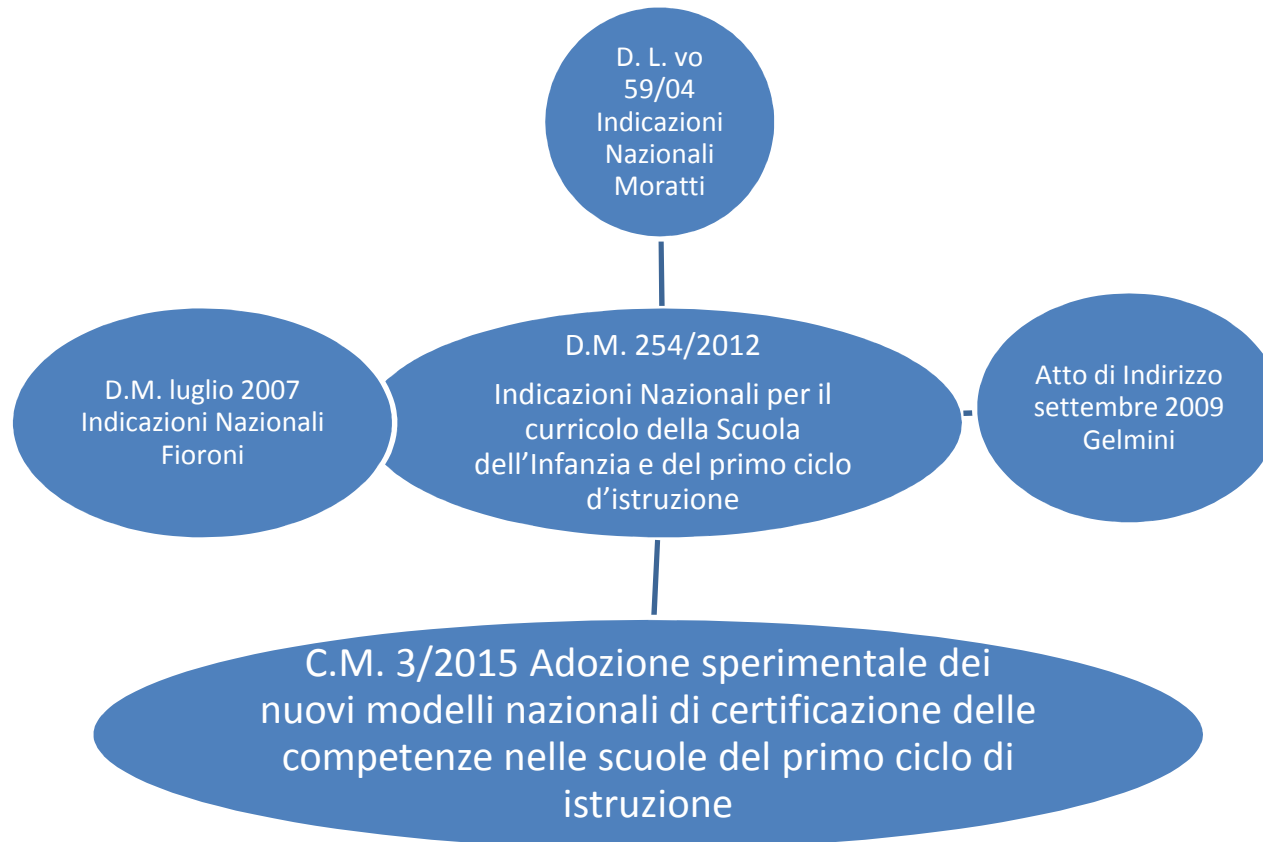 D. L. vo
59/04
Indicazioni
Nazionali
Moratti
D.M. luglio 2007
Indicazioni Nazionali
Fioroni
D.M. 254/2012
Indicazioni Nazionali per il
curricolo della Scuola
dell’Infanzia e del primo ciclo
d’istruzione
Atto di Indirizzo
settembre 2009
Gelmini
C.M. 3/2015 Adozione sperimentale dei
nuovi modelli nazionali di certificazione delle
competenze nelle scuole del primo ciclo di
istruzione